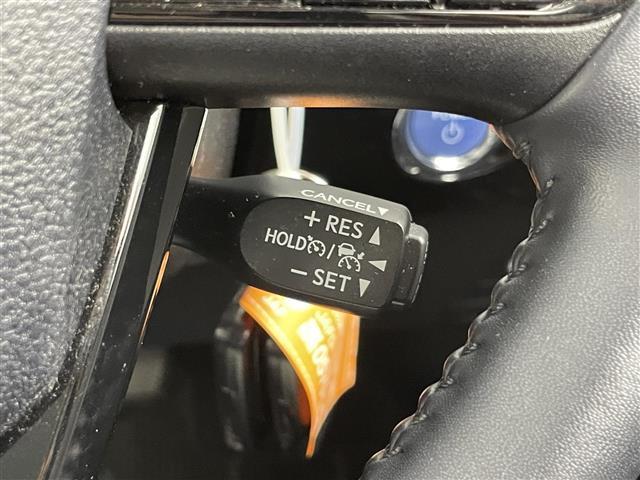 CANCEL▼
+ RES ▲
HOLD / ◀
− SET ▼